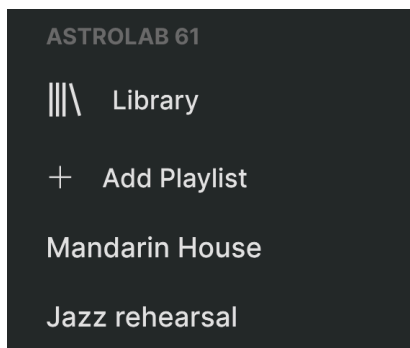 ASTROLAB 61
Library
Add Playlist
Mandarin House
Jazz rehearsal